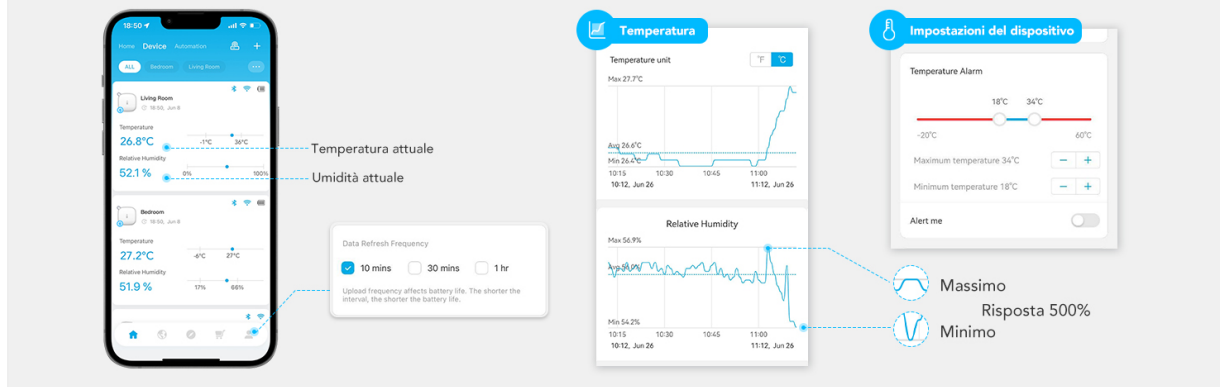 18:50
Home Device Automation
ALL Bedroom Living Room
Living Room
18:50, Jun 8
Temperature
26.8°C
-1°C 36°C
Relative Humidity
52.1 %
0% 100%
Bedroom
18:50, Jun 8
Temperature
27.2°C
-6°C 27°C
Relative Humidity
51.9 %
17% 66%
Temperatura attuale
Umidità attuale
Data Refresh Frequency
10 mins 30 mins 1 hr
Upload frequency affects battery life. The shorter the
interval, the shorter the battery life.
Temperatura
Temperature unit
°F °C
Max 27.7°C
Avg 26.6°C
Min 26.4°C
10:15 10:30 10:45 11:00
10:12, Jun 26 11:12, Jun 26
Relative Humidity
Max 56.9%
Avg 56.0%
Min 54.2%
10:15 10:30 10:45 11:00
10:12, Jun 26 11:12, Jun 26
Impostazioni del dispositivo
Temperature Alarm
18°C 34°C
-20°C 60°C
Maximum temperature 34°C
Minimum temperature 18°C
Alert me
Massimo
Risposta 500%
Minimo